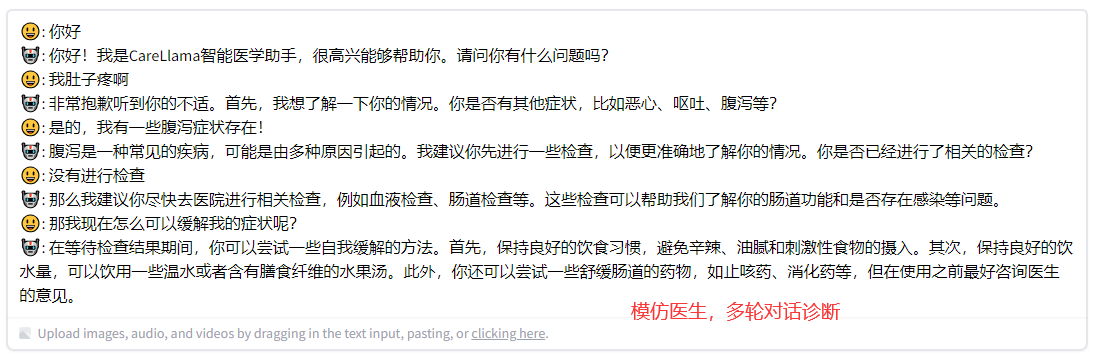 : 你好
: 你好！我是CareLlama智能医学助手，很高兴能够帮助你。请问你有什么问题吗？
: 我肚子疼啊
: 非常抱歉听到你的不适。首先，我想了解一下你的情况。你是否有其他症状，比如恶心、呕吐、腹泻等？
: 是的，我有一些腹泻症状存在！
: 腹泻是一种常见的疾病，可能是由多种原因引起的。我建议你先进行一些检查，以便更准确地了解你的情况。你是否已经进行了相关的检查？
: 没有进行检查
: 那么我建议你尽快去医院进行相关检查，例如血液检查、肠道检查等。这些检查可以帮助我们了解你的肠道功能和是否存在感染等问题。
: 那我现在怎么可以缓解我的症状呢？
: 在等待检查结果期间，你可以尝试一些自我缓解的方法。首先，保持良好的饮食习惯，避免辛辣、油腻和刺激性食物的摄入。其次，保持良好的饮
水量，可以饮用一些温水或者含有膳食纤维的水果汤。此外，你还可以尝试一些舒缓肠道的药物，如止咳药、消化药等，但在使用之前最好咨询医生
的意见。
模仿医生，多轮对话诊断
Upload images, audio, and videos by dragging in the text input, pasting, or clicking here.